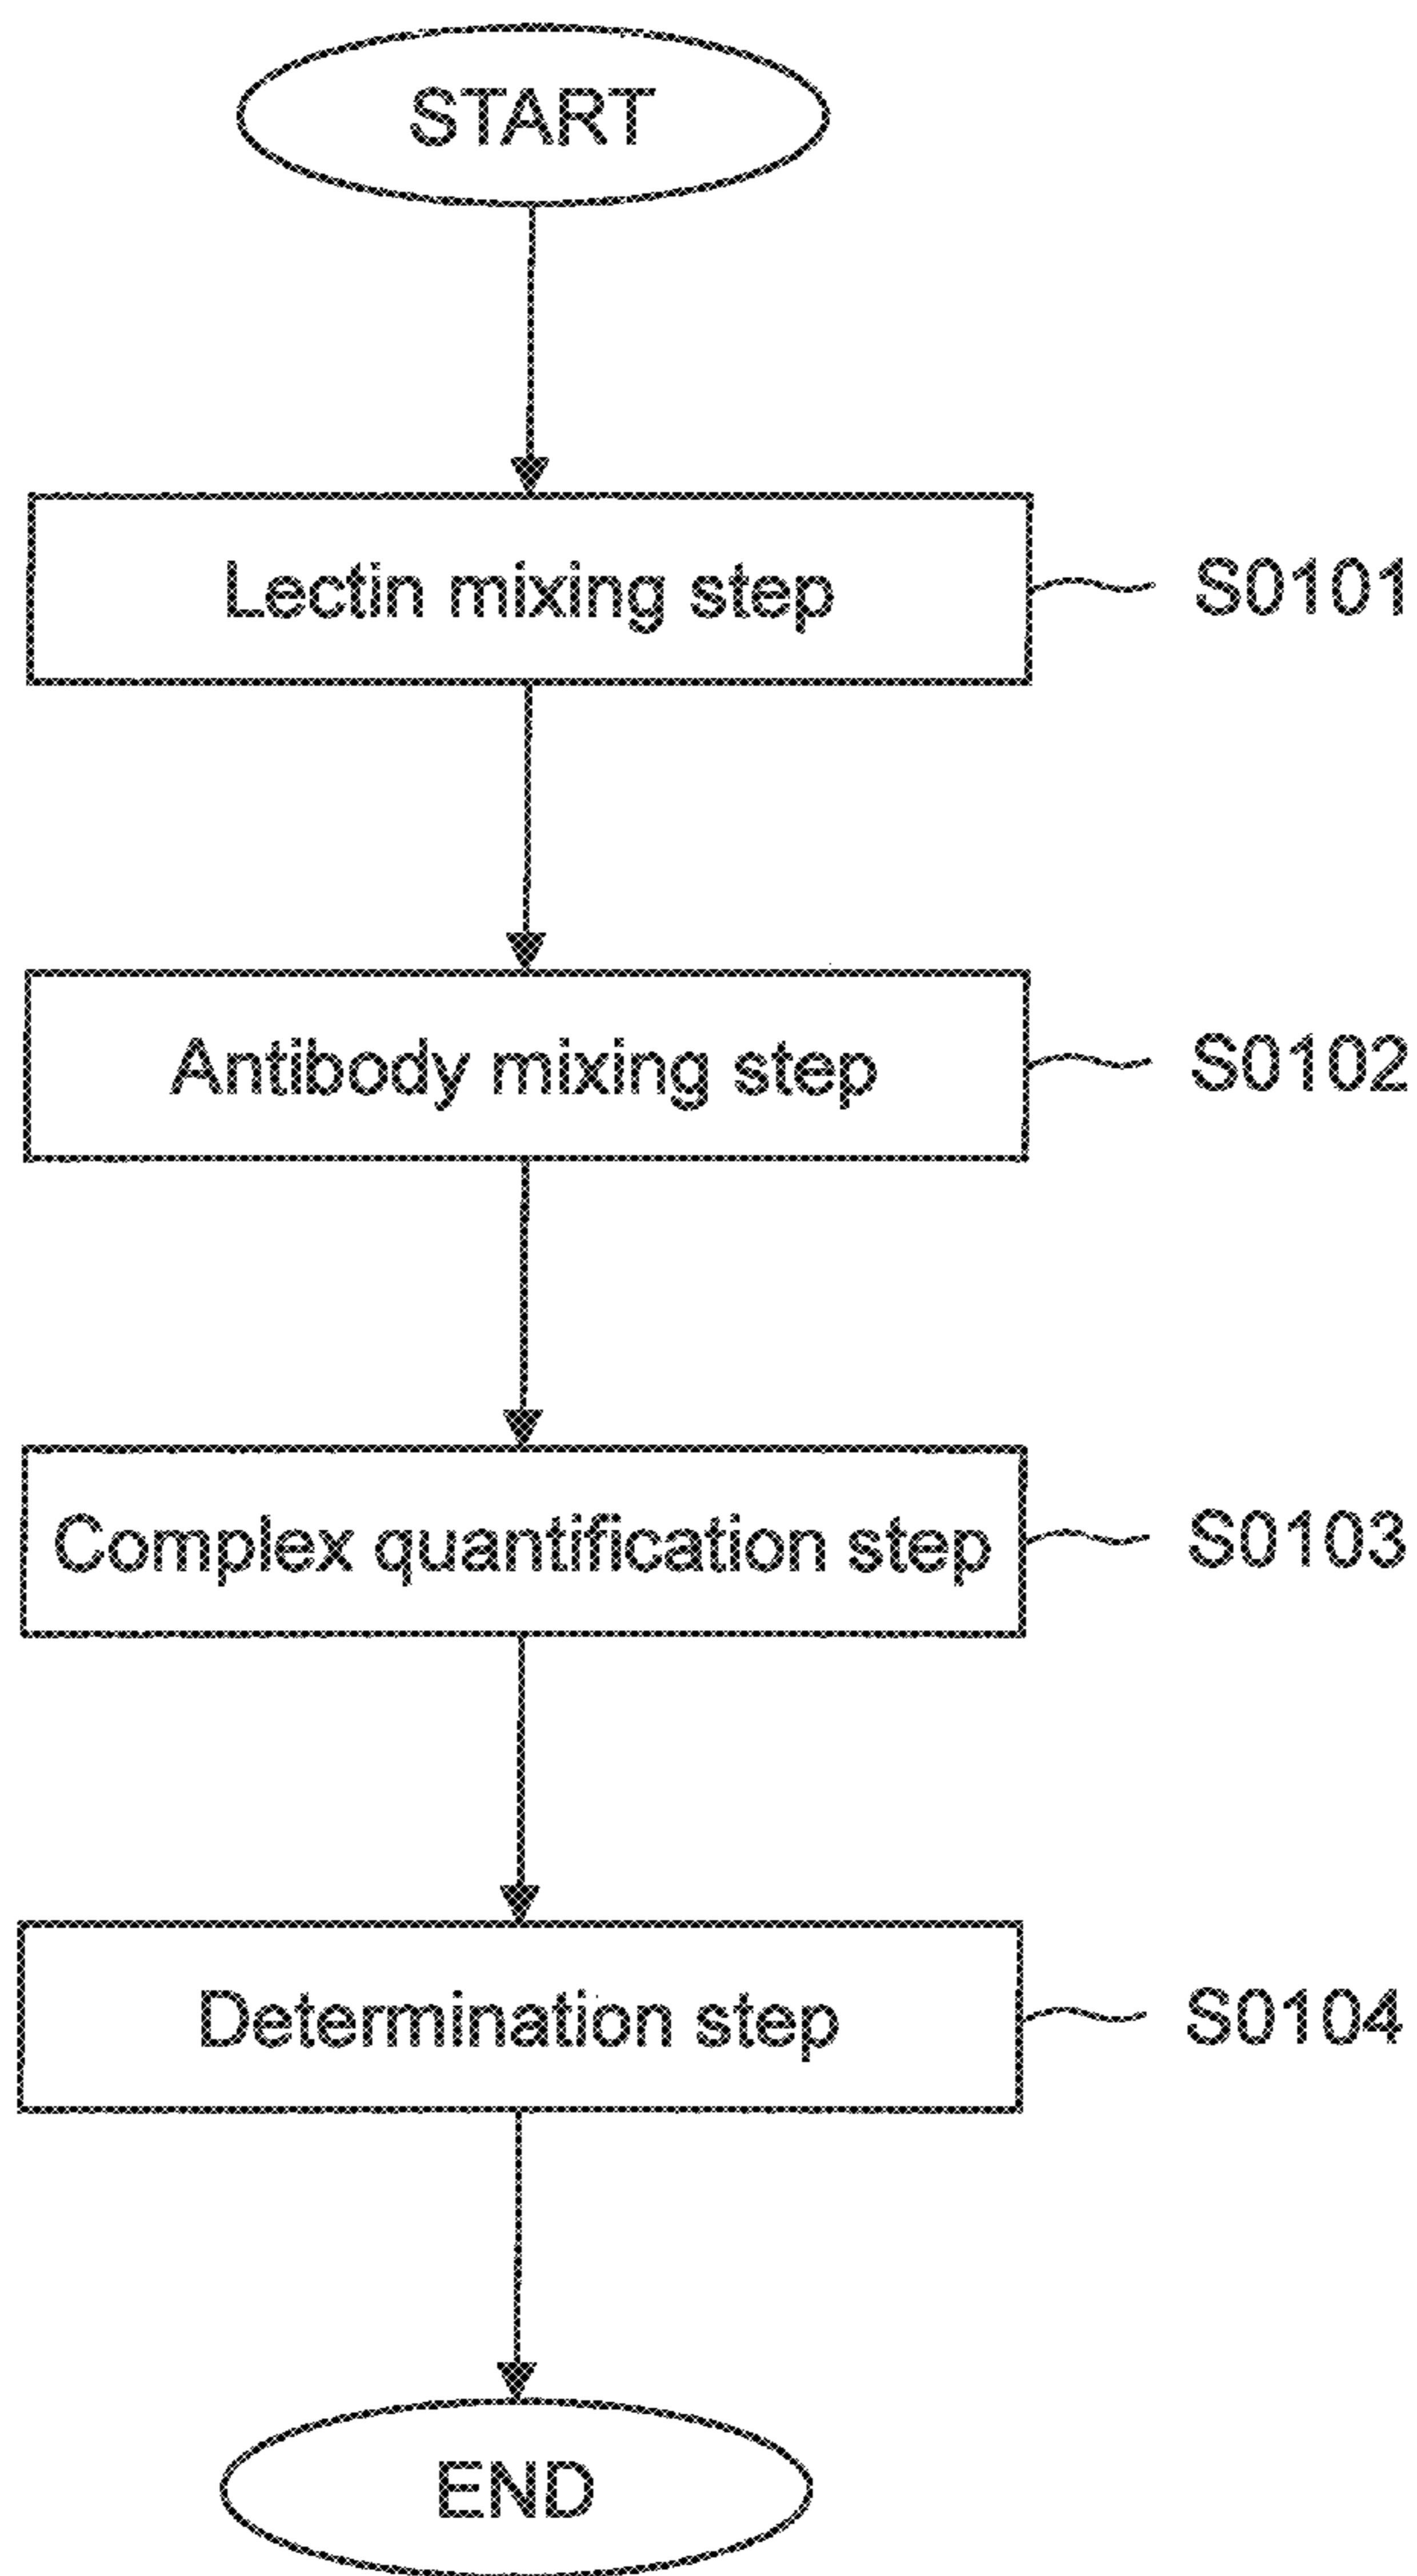 START
Lectin mixing step
S0101
Antibody mixing step
S0102
Complex quantification step
S0103
Determination step
S0104
END